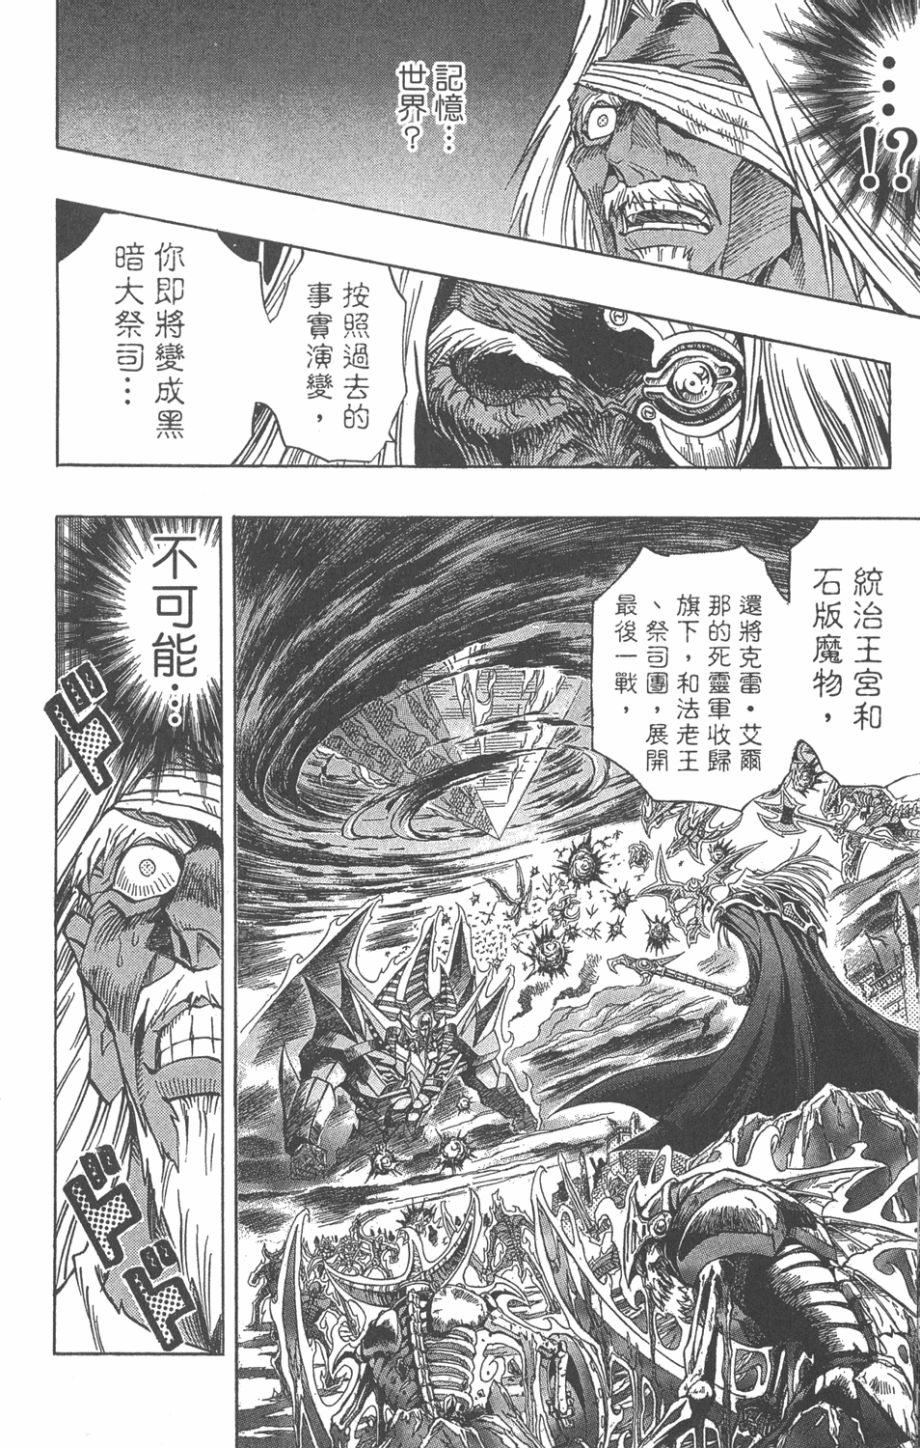 …!?
記憶…
世界？
按照過去的
事實演變，
你即將變成黑
暗大祭司…
統治王宮和
石版魔物，
還將克雷・艾爾
那的死靈軍收歸
旗下，和法老王
、祭司團，展開
最後一戰，
不可能…
ド
ド
ド